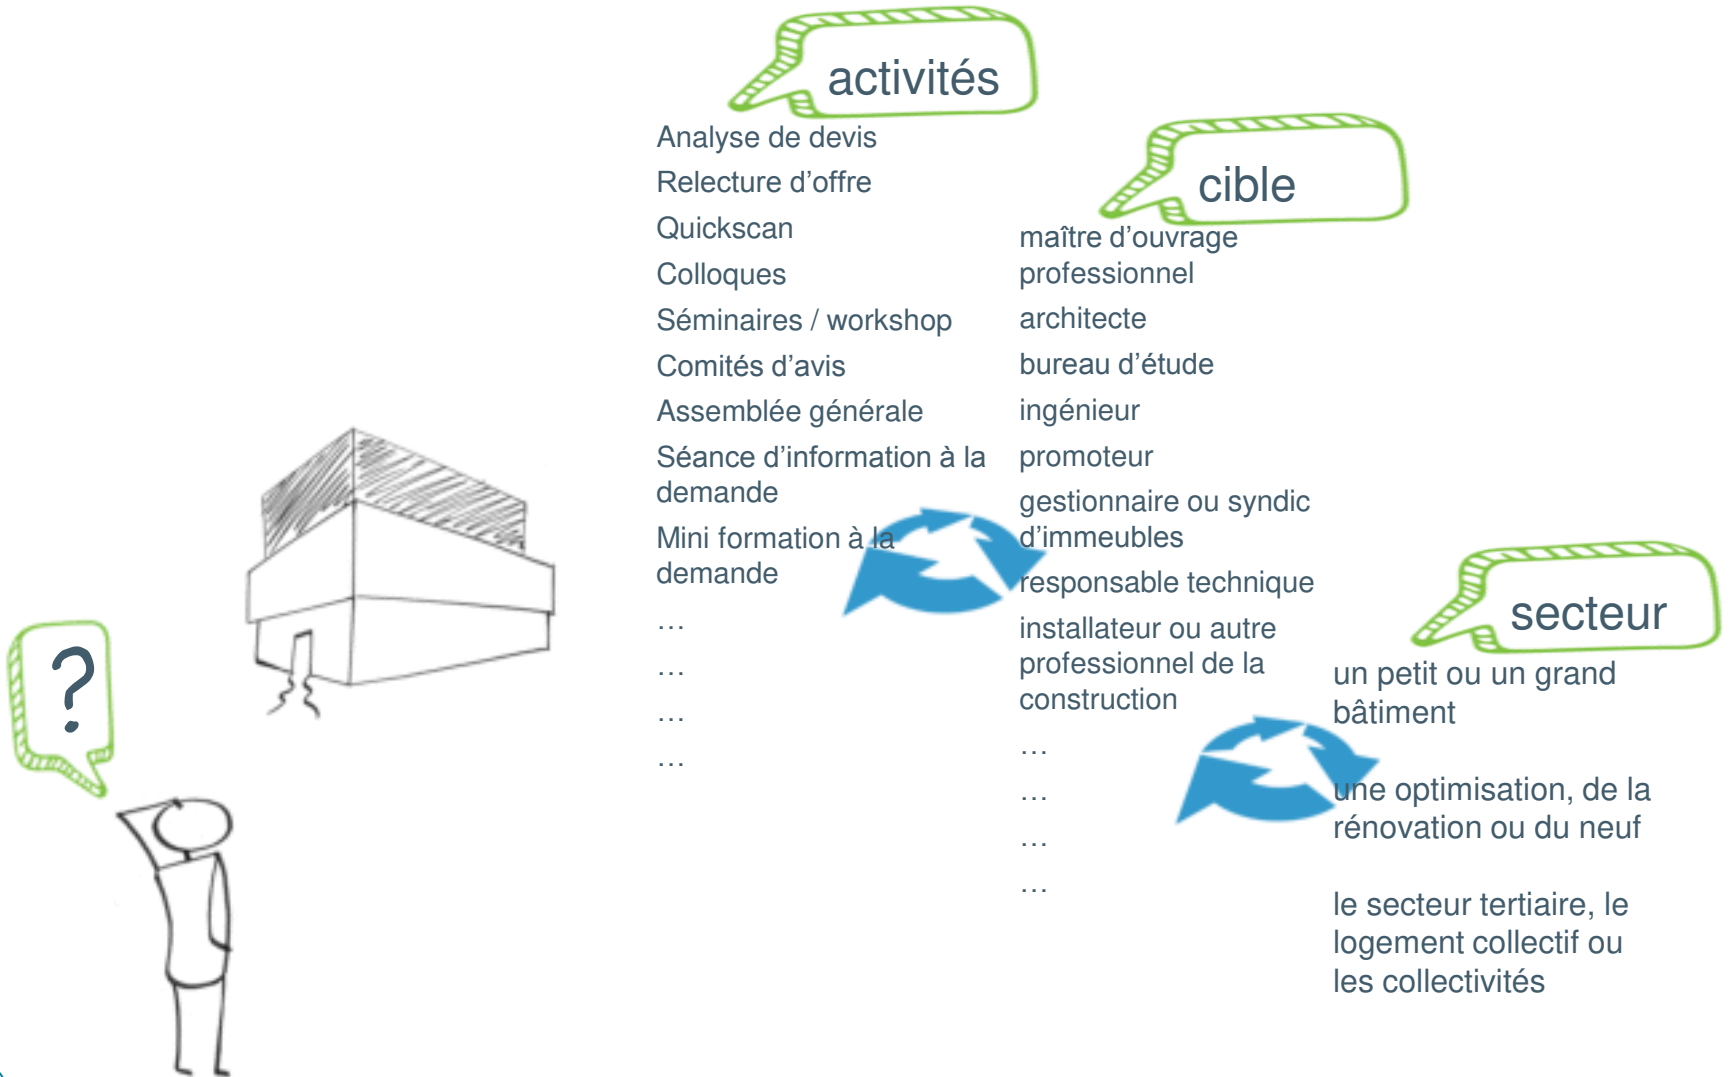 ?
activités
Analyse de devis
Relecture d’offre
Quickscan
Colloques
Séminaires / workshop
Comités d’avis
Assemblée générale
Séance d’information à la
demande
Mini formation à la
demande
…
…
…
…
cible
maître d’ouvrage
professionnel
architecte
bureau d’étude
ingénieur
promoteur
gestionnaire ou syndic
d’immeubles
responsable technique
installateur ou autre
professionnel de la
construction
…
…
…
…
secteur
un petit ou un grand
bâtiment
une optimisation, de la
rénovation ou du neuf
le secteur tertiaire, le
logement collectif ou
les collectivités